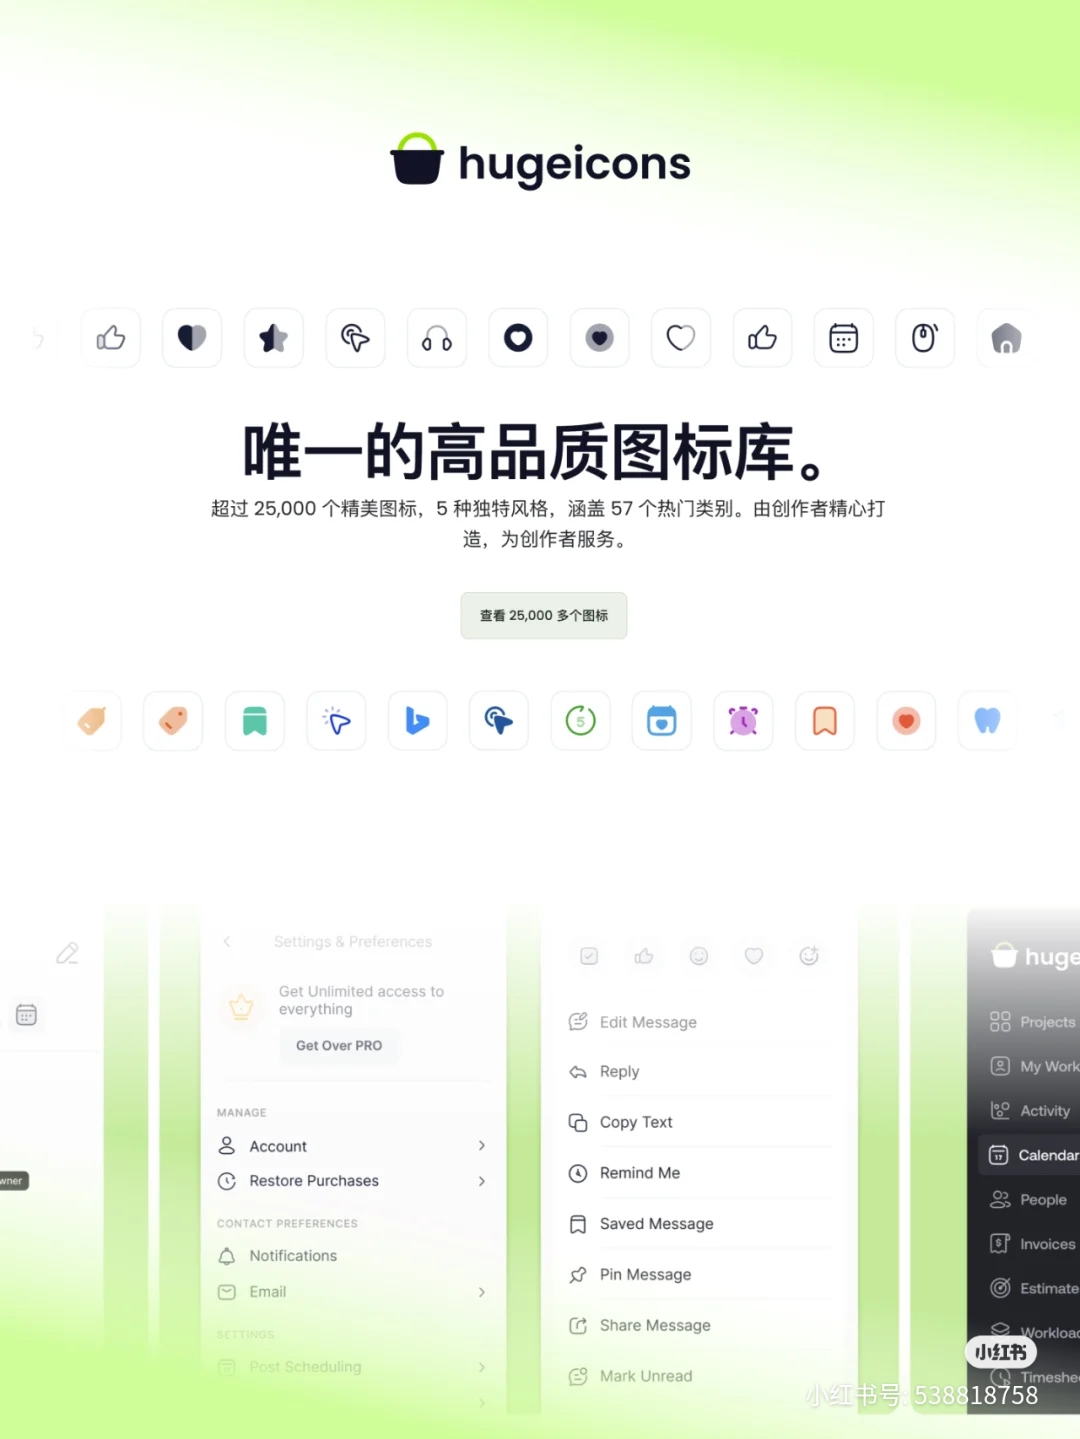 hugeicons
唯一的高品质图标库。
超过 25,000 个精美图标，5 种独特风格，涵盖 57 个热门类别。由创作者精心打
造，为创作者服务。
查看 25,000 多个图标
5
Settings & Preferences
Get Unlimited access to
everything
Get Over PRO
MANAGE
Account
Restore Purchases
CONTACT PREFERENCES
Notifications
Email
SETTINGS
Post Scheduling
Edit Message
Reply
Copy Text
Remind Me
Saved Message
Pin Message
Share Message
Mark Unread
wner
huge
Projects
My Work
Activity
17
Calendar
People
$
Invoices
Estimate
Workloa
Timeshe
小红书
小红书号: 538818758